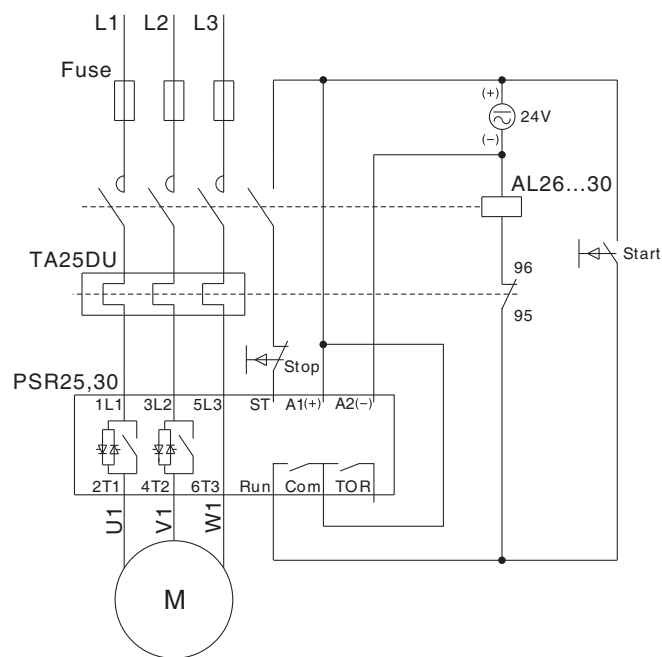 L1 L2 L3
Fuse
(+)
24V
(–)
AL26...30
Start
TA25DU
96
95
Stop
PSR25,30
1L1 3L2 5L3 ST A1(+) A2(–)
2T1 4T2 6T3 Run Com TOR
U1 V1 W1
M